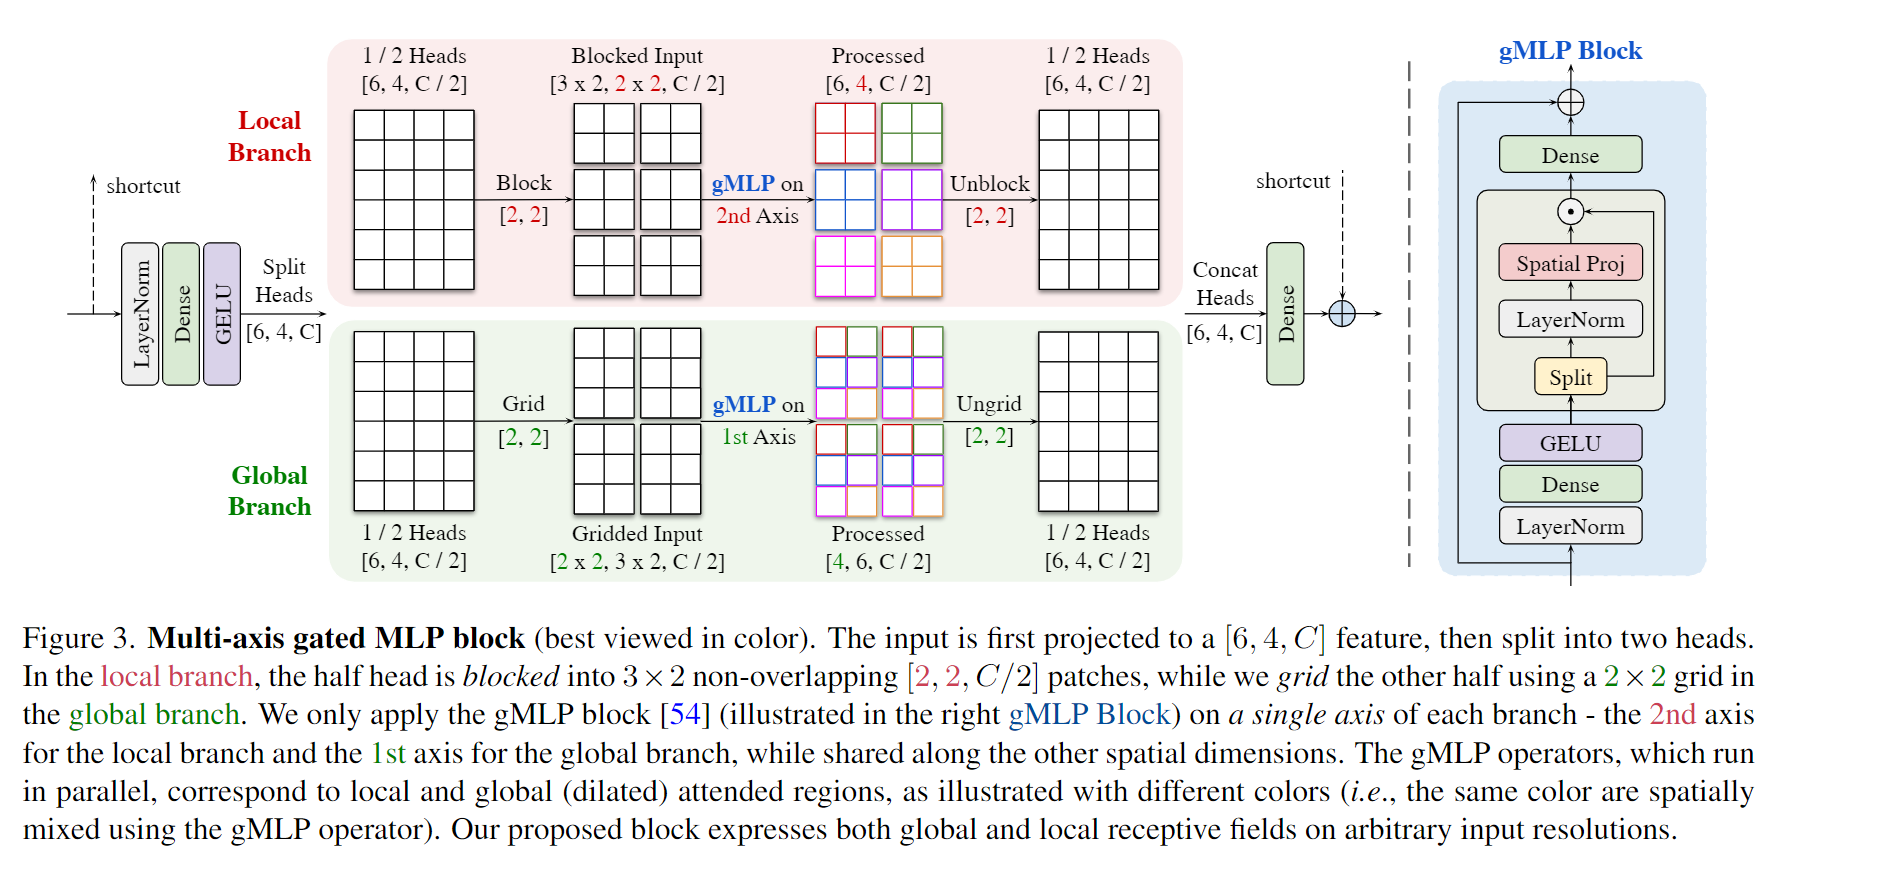 1 / 2 Heads
[6, 4, C / 2]
Blocked Input
[3 x 2, 2 x 2, C / 2]
Processed
[6, 4, C / 2]
1 / 2 Heads
[6, 4, C / 2]
Local
Branch
Block
[2, 2]
gMLP on
2nd Axis
Unblock
[2, 2]
shortcut
LayerNorm
Dense
GELU
Split
Heads
[6, 4, C]
Grid
[2, 2]
gMLP on
1st Axis
Ungrid
[2, 2]
Global
Branch
1 / 2 Heads
[6, 4, C / 2]
Gridded Input
[2 x 2, 3 x 2, C / 2]
Processed
[4, 6, C / 2]
1 / 2 Heads
[6, 4, C / 2]
shortcut
Concat
Heads
[6, 4, C]
Dense
gMLP Block
Dense
Spatial Proj
LayerNorm
Split
GELU
Dense
LayerNorm
Figure 3. Multi-axis gated MLP block (best viewed in color). The input is first projected to a [6, 4, C] feature, then split into two heads.
In the local branch, the half head is blocked into 3 × 2 non-overlapping [2, 2, C/2] patches, while we grid the other half using a 2 × 2 grid in
the global branch. We only apply the gMLP block [54] (illustrated in the right gMLP Block) on a single axis of each branch - the 2nd axis
for the local branch and the 1st axis for the global branch, while shared along the other spatial dimensions. The gMLP operators, which run
in parallel, correspond to local and global (dilated) attended regions, as illustrated with different colors (i.e., the same color are spatially
mixed using the gMLP operator). Our proposed block expresses both global and local receptive fields on arbitrary input resolutions.